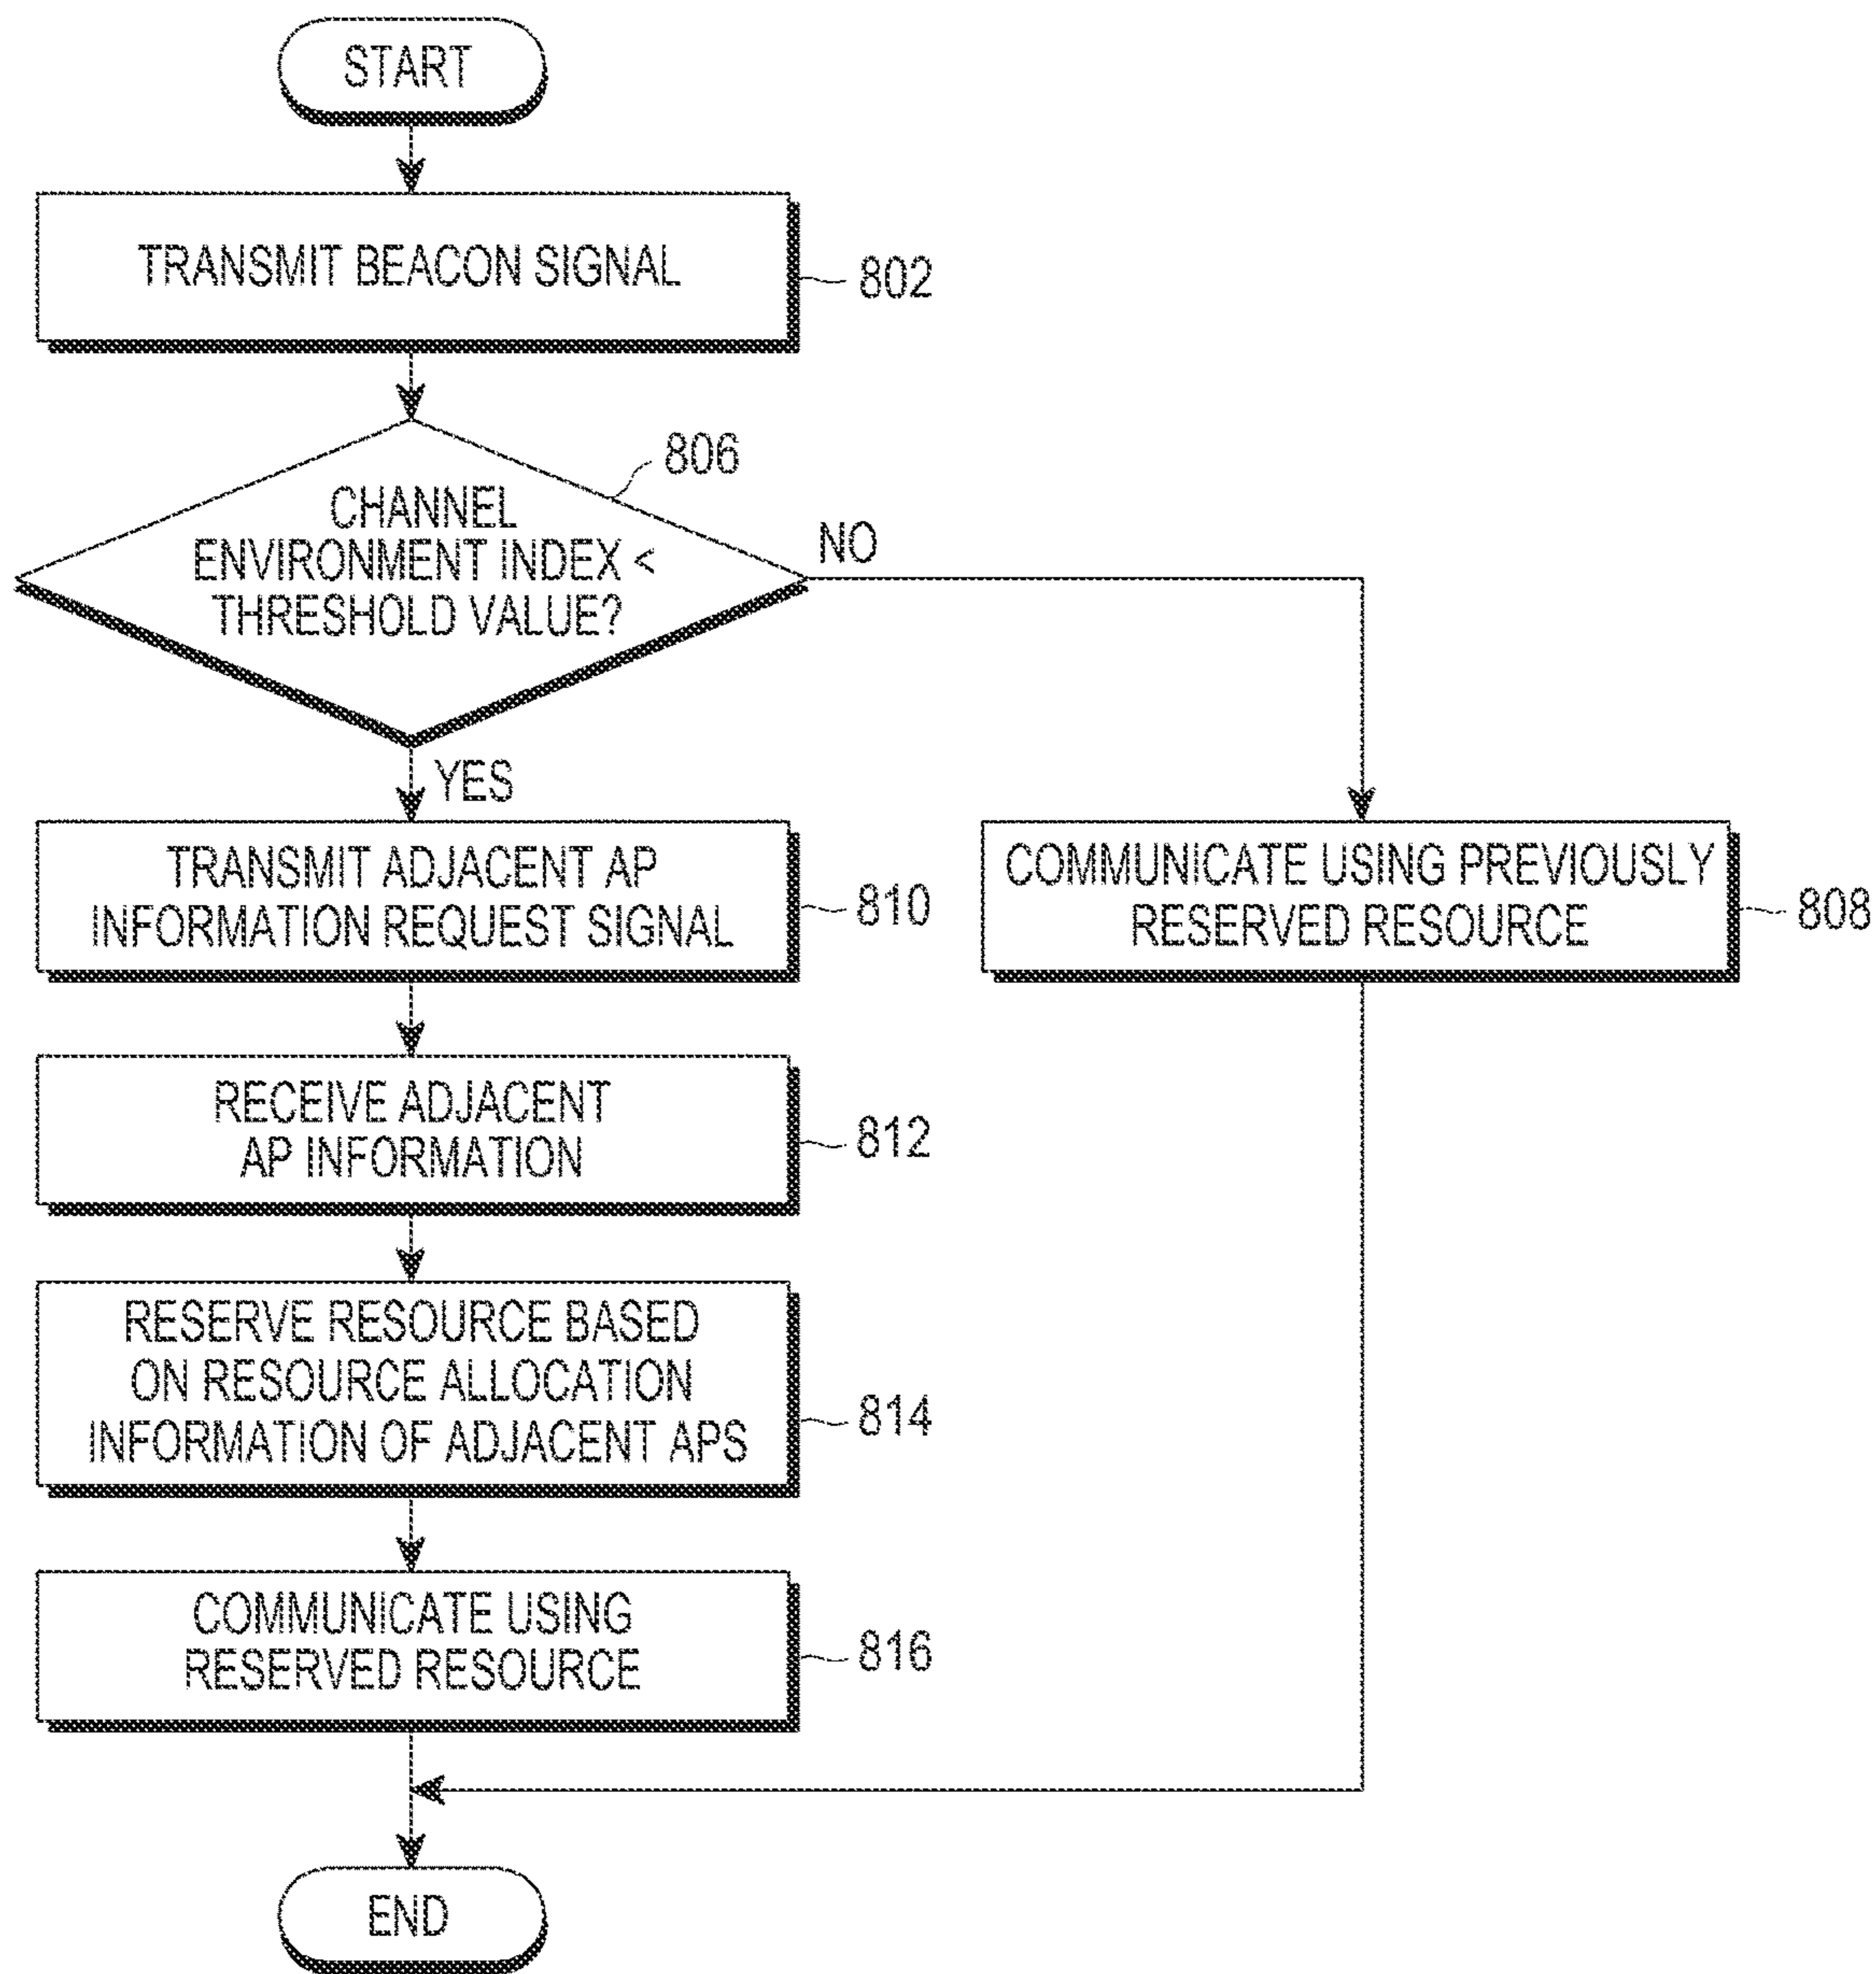 START
TRANSMIT BEACON SIGNAL
802
806
CHANNEL
ENVIRONMENT INDEX <
THRESHOLD VALUE?
NO
YES
TRANSMIT ADJACENT AP
INFORMATION REQUEST SIGNAL
810
COMMUNICATE USING PREVIOUSLY
RESERVED RESOURCE
808
RECEIVE ADJACENT
AP INFORMATION
812
RESERVE RESOURCE BASED
ON RESOURCE ALLOCATION
INFORMATION OF ADJACENT APS
814
COMMUNICATE USING
RESERVED RESOURCE
816
END